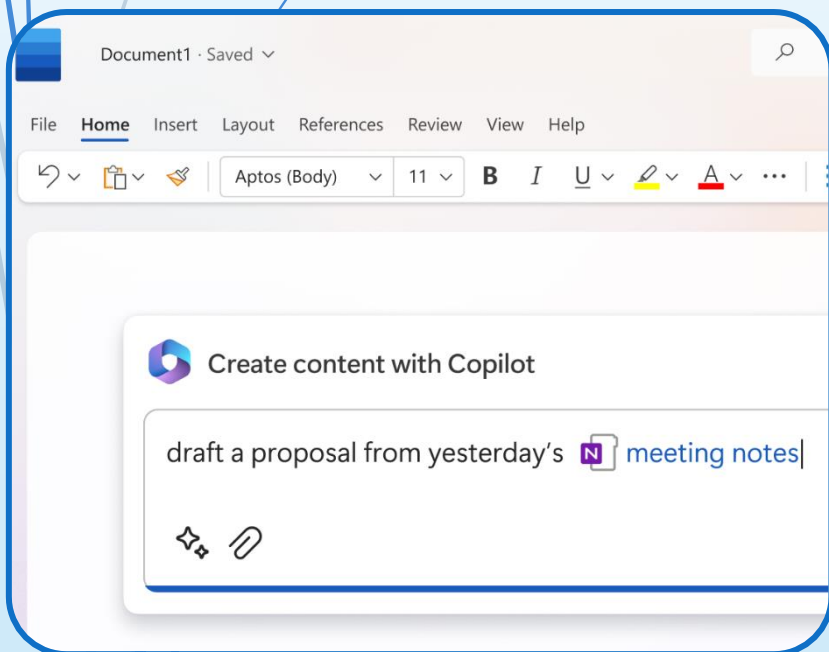 Document1 · Saved
File Home Insert Layout References Review View Help
Aptos (Body) 11 B I U A
Create content with Copilot
draft a proposal from yesterday’s N meeting notes